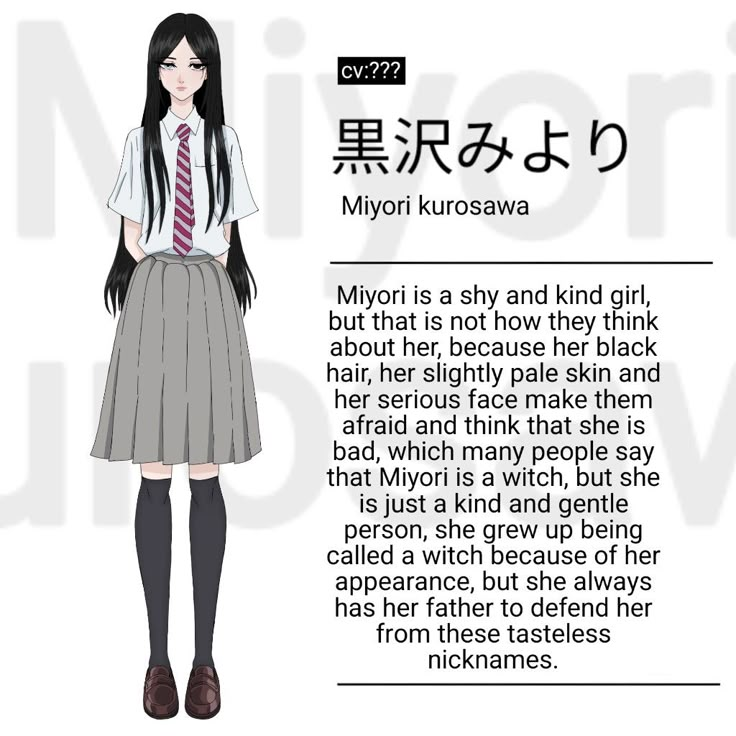 Miyori
Kurosawa
cv:???
黒沢みより
Miyori kurosawa
Miyori is a shy and kind girl,
but that is not how they think
about her, because her black
hair, her slightly pale skin and
her serious face make them
afraid and think that she is
bad, which many people say
that Miyori is a witch, but she
is just a kind and gentle
person, she grew up being
called a witch because of her
appearance, but she always
has her father to defend her
from these tasteless
nicknames.